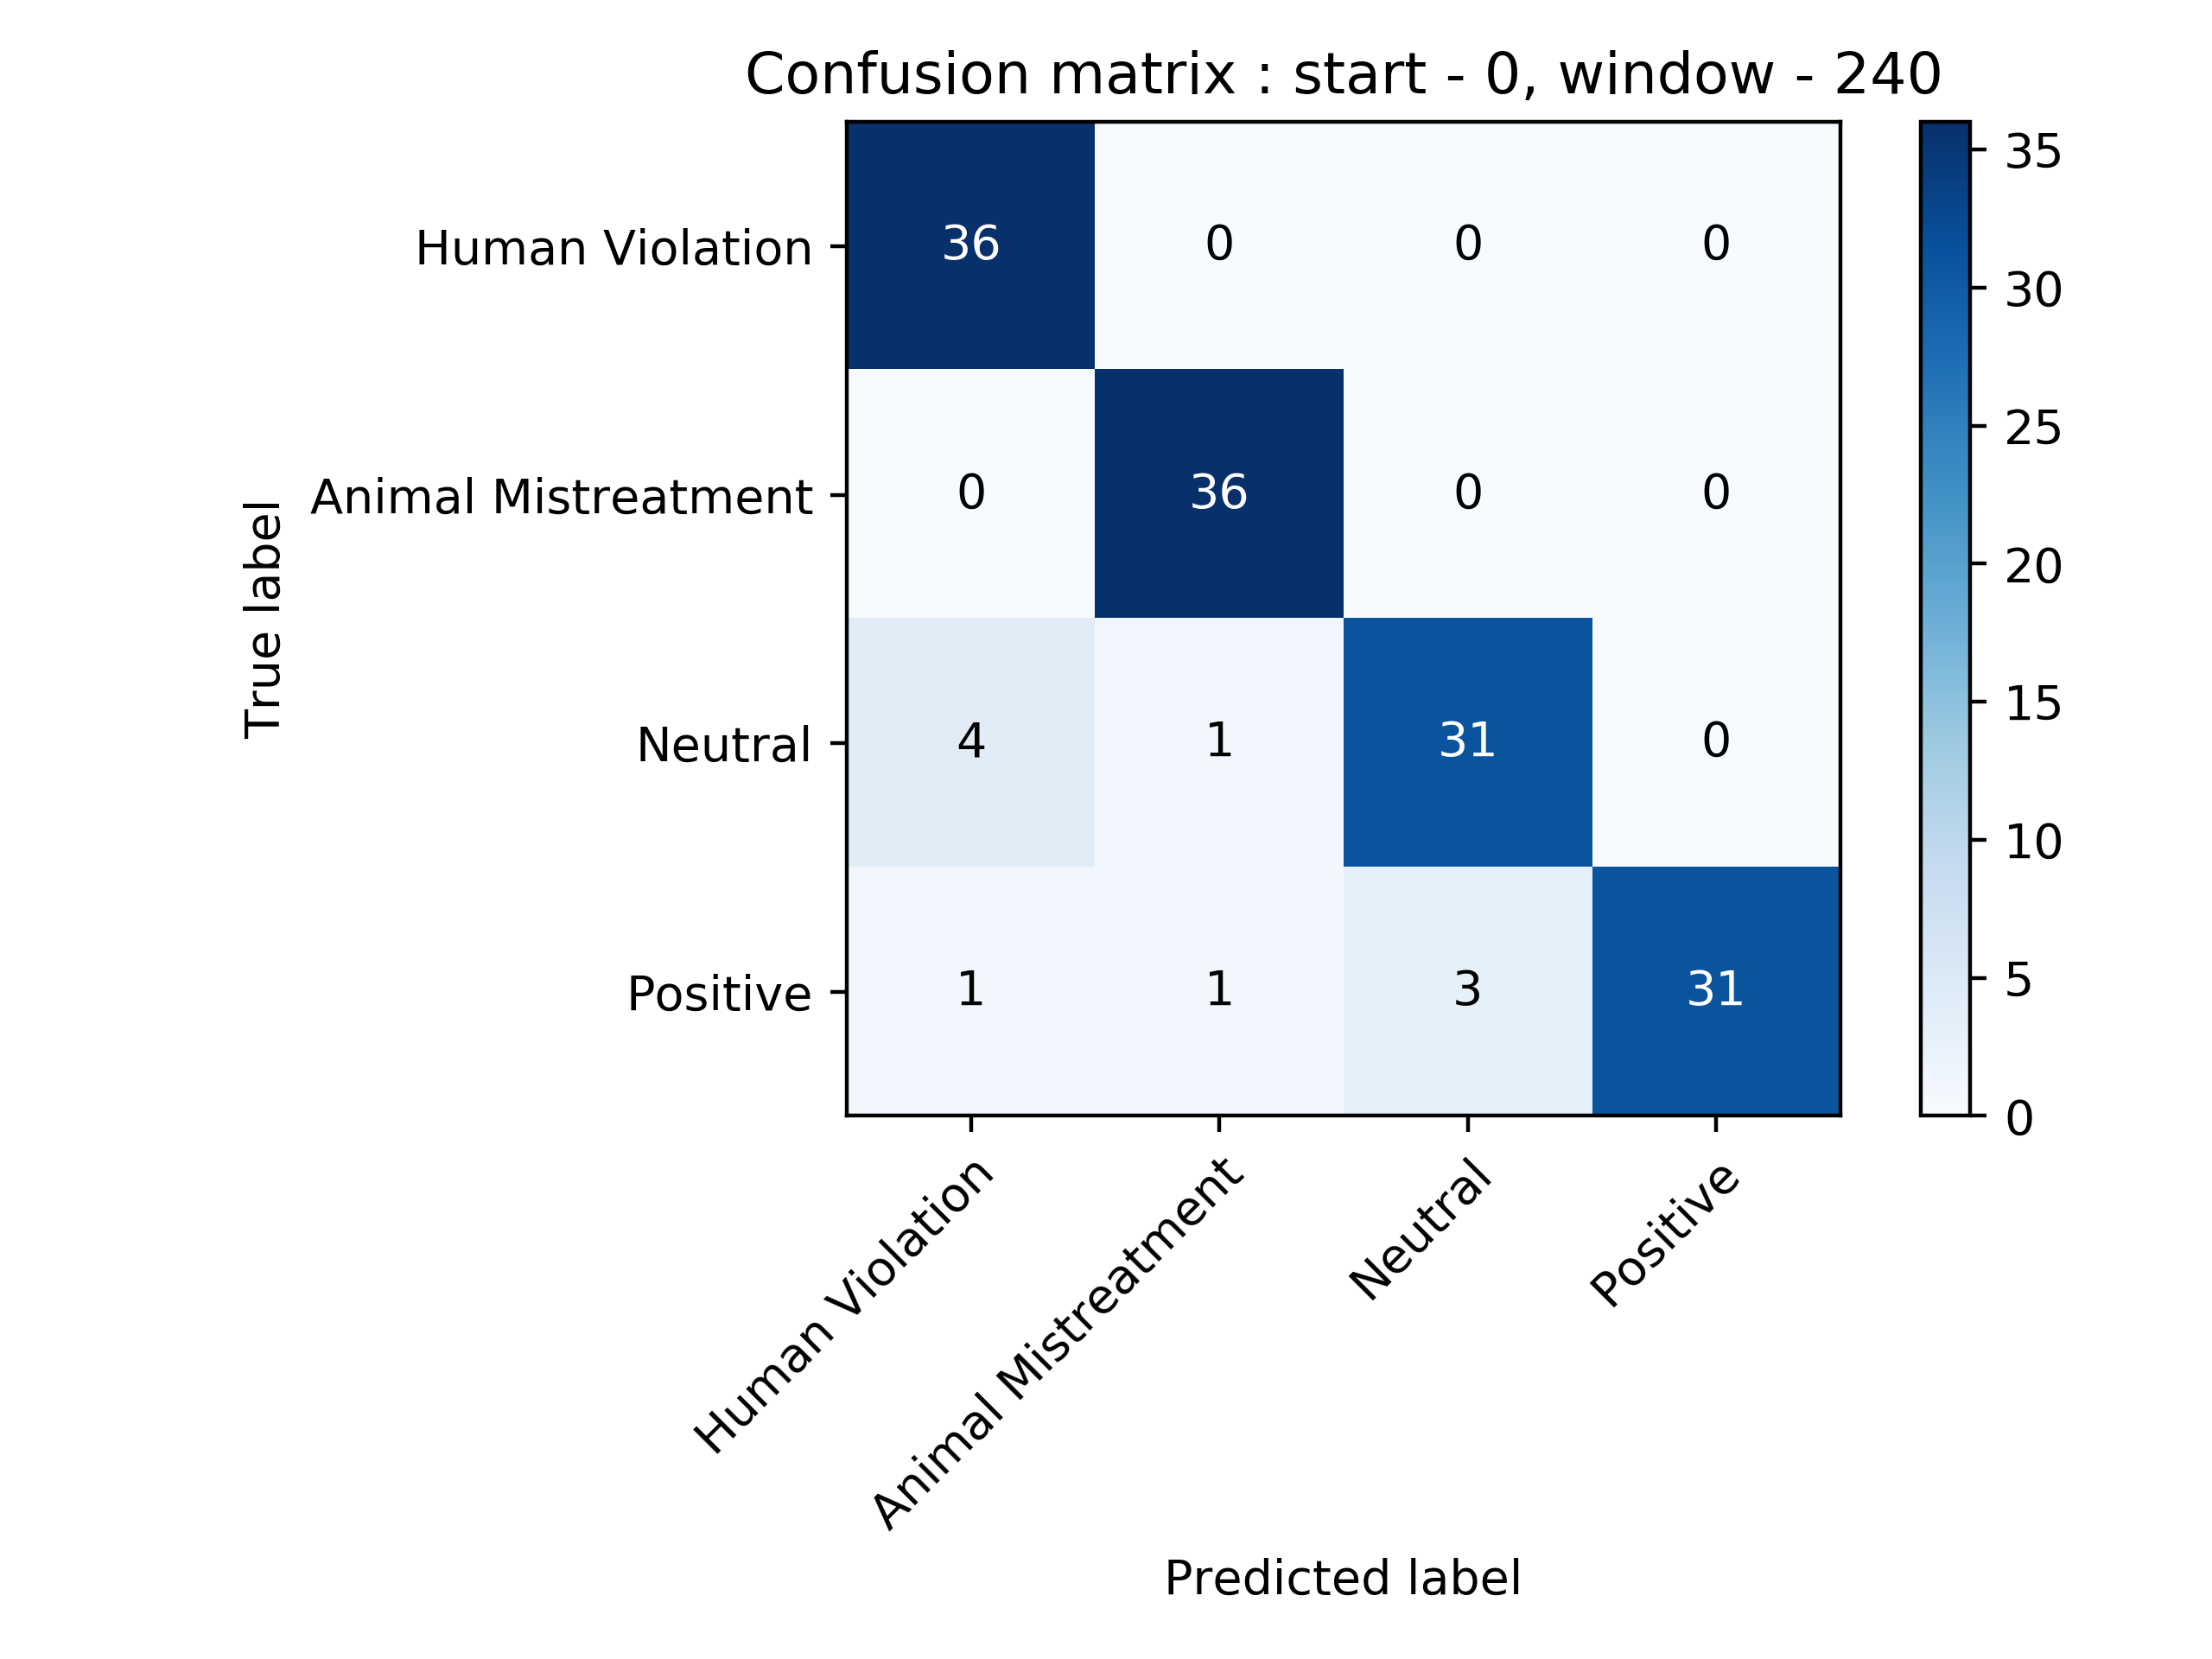 Confusion matrix : start - 0, window - 240
True label
Human Violation
36 0 0 0
Animal Mistreatment
0 36 0 0
Neutral
4 1 31 0
Positive
1 1 3 31
Human Violation
Animal Mistreatment
Neutral
Positive
Predicted label
35
30
25
20
15
10
5
0